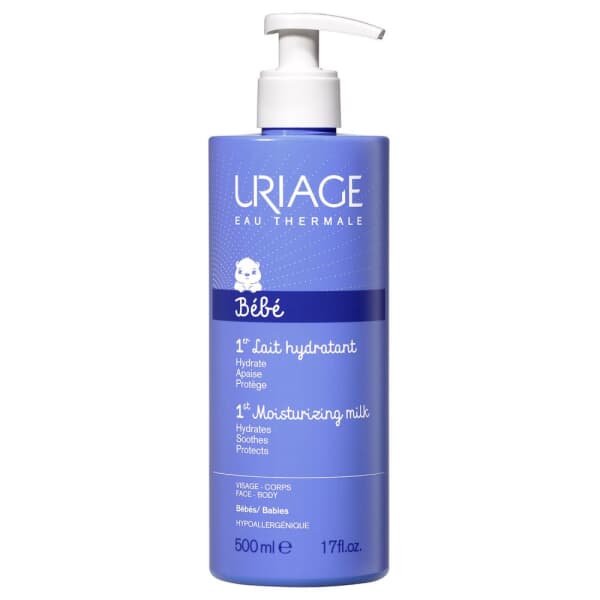 URIAGE
EAU THERMALE
Bébé
1er Lait hydratant
Hydrate
Apaise
Protège
1st Moisturizing milk
Hydrates
Soothes
Protects
VISAGE - CORPS
FACE - BODY
Bébés/ Babies
HYPOALLERGÉNIQUE
500 ml e 17fl.oz.